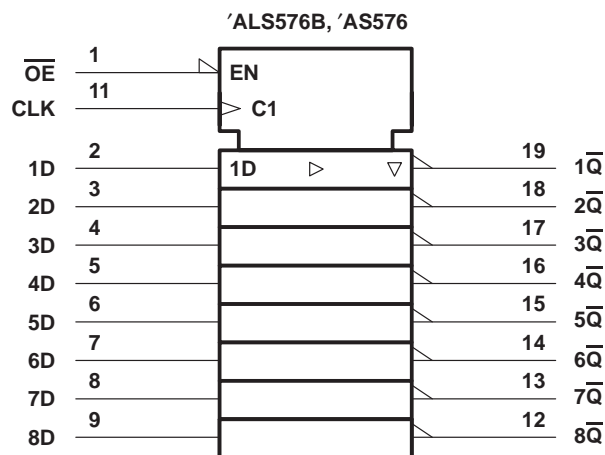 ′ALS576B, ′AS576
O̅E̅ 1 EN
CLK 11 C1
1D 2 1D 19 1Q̅
2D 3 18 2Q̅
3D 4 17 3Q̅
4D 5 16 4Q̅
5D 6 15 5Q̅
6D 7 14 6Q̅
7D 8 13 7Q̅
8D 9 12 8Q̅